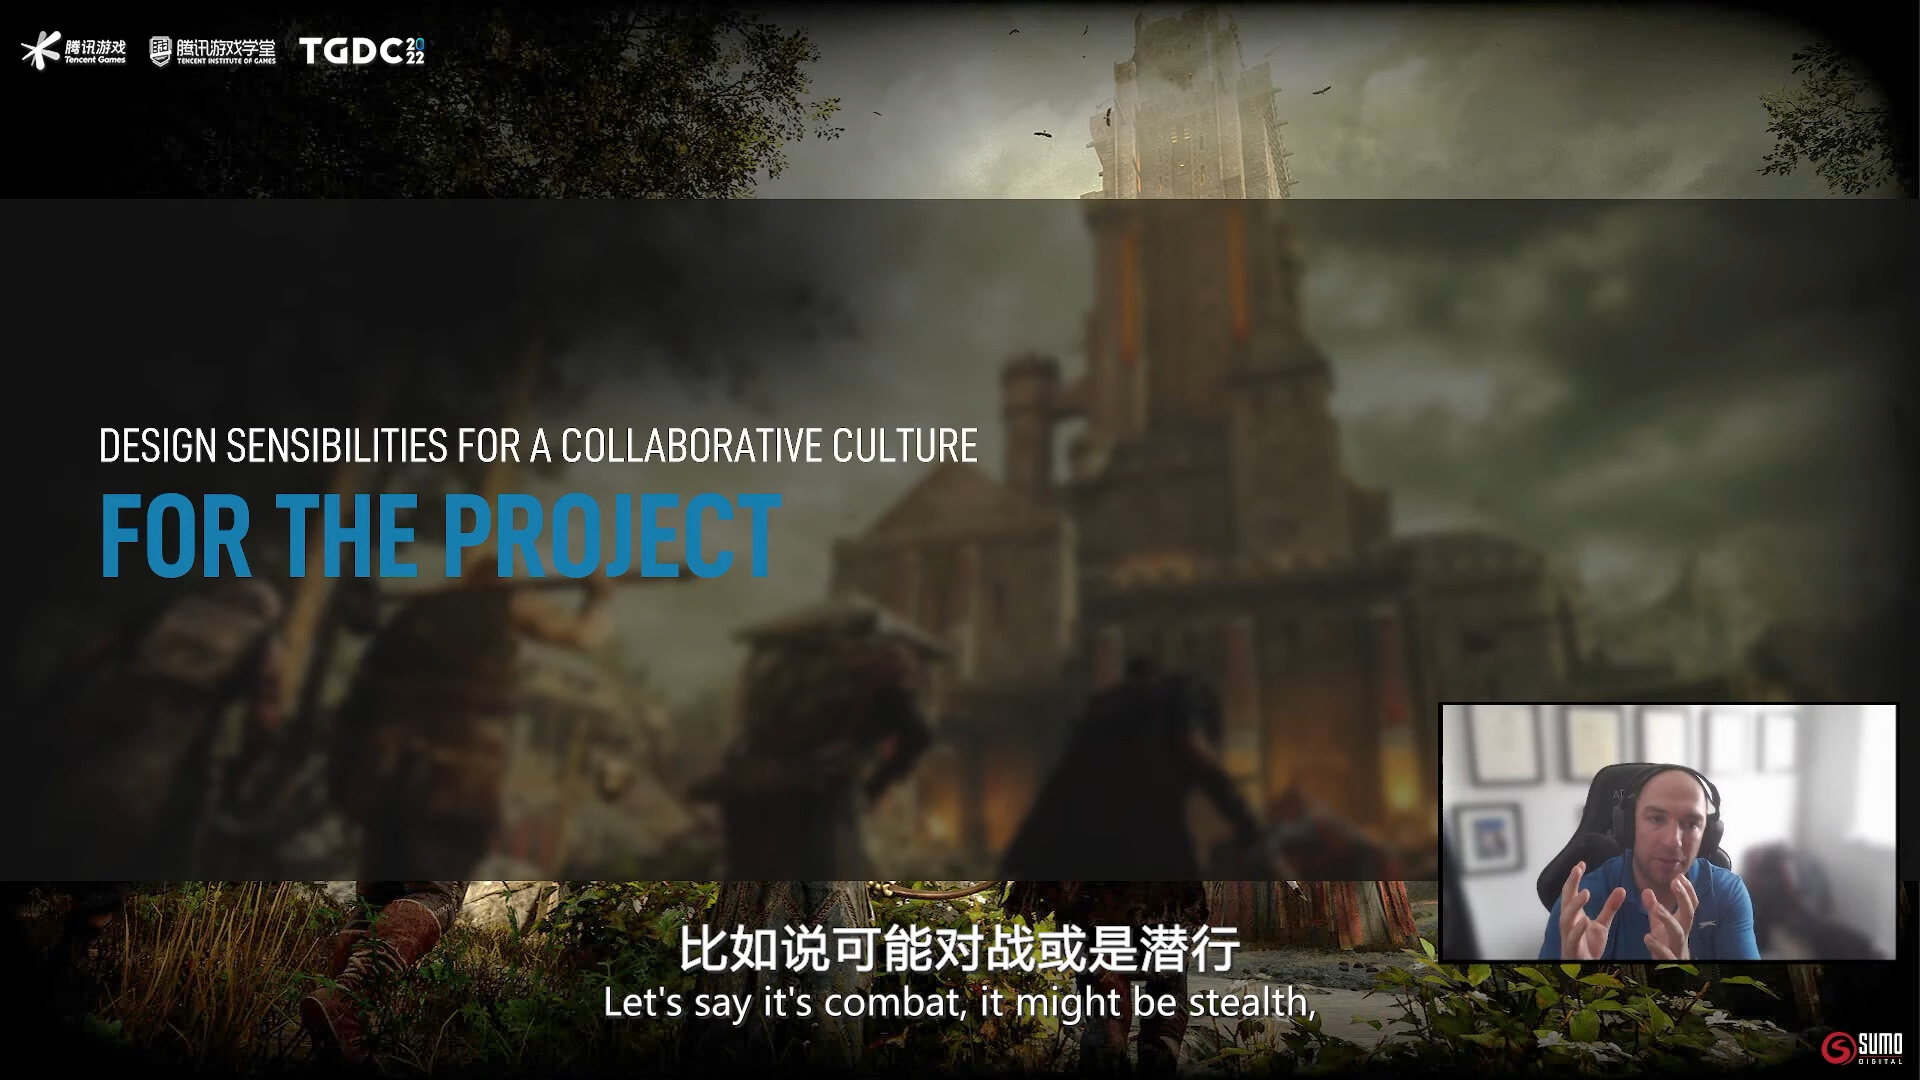 腾讯游戏
Tencent Games
腾讯游戏学堂
TENCENT INSTITUTE OF GAMES
TGDC 2022
DESIGN SENSIBILITIES FOR A COLLABORATIVE CULTURE
FOR THE PROJECT
比如说可能对战或是潜行
Let's say it's combat, it might be stealth,
SUMO
DIGITAL